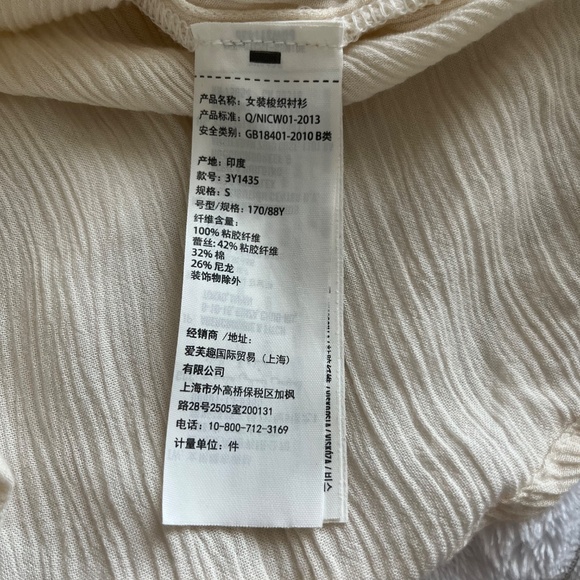 产品名称：女装梭织衬衫
产品标准：Q/NICW01-2013
安全类别：GB18401-2010 B类
产地：印度
款号：3Y1435
规格：S
号型/规格：170/88Y
纤维含量：
100% 粘胶纤维
蕾丝: 42% 粘胶纤维
32% 棉
26% 尼龙
装饰物除外
经销商 /地址：
爱芙趣国际贸易 (上海)
有限公司
上海市外高桥保税区加枫
路28号2505室200131
电话：10-800-712-3169
计量单位：件
/ VISKOZA / 비스